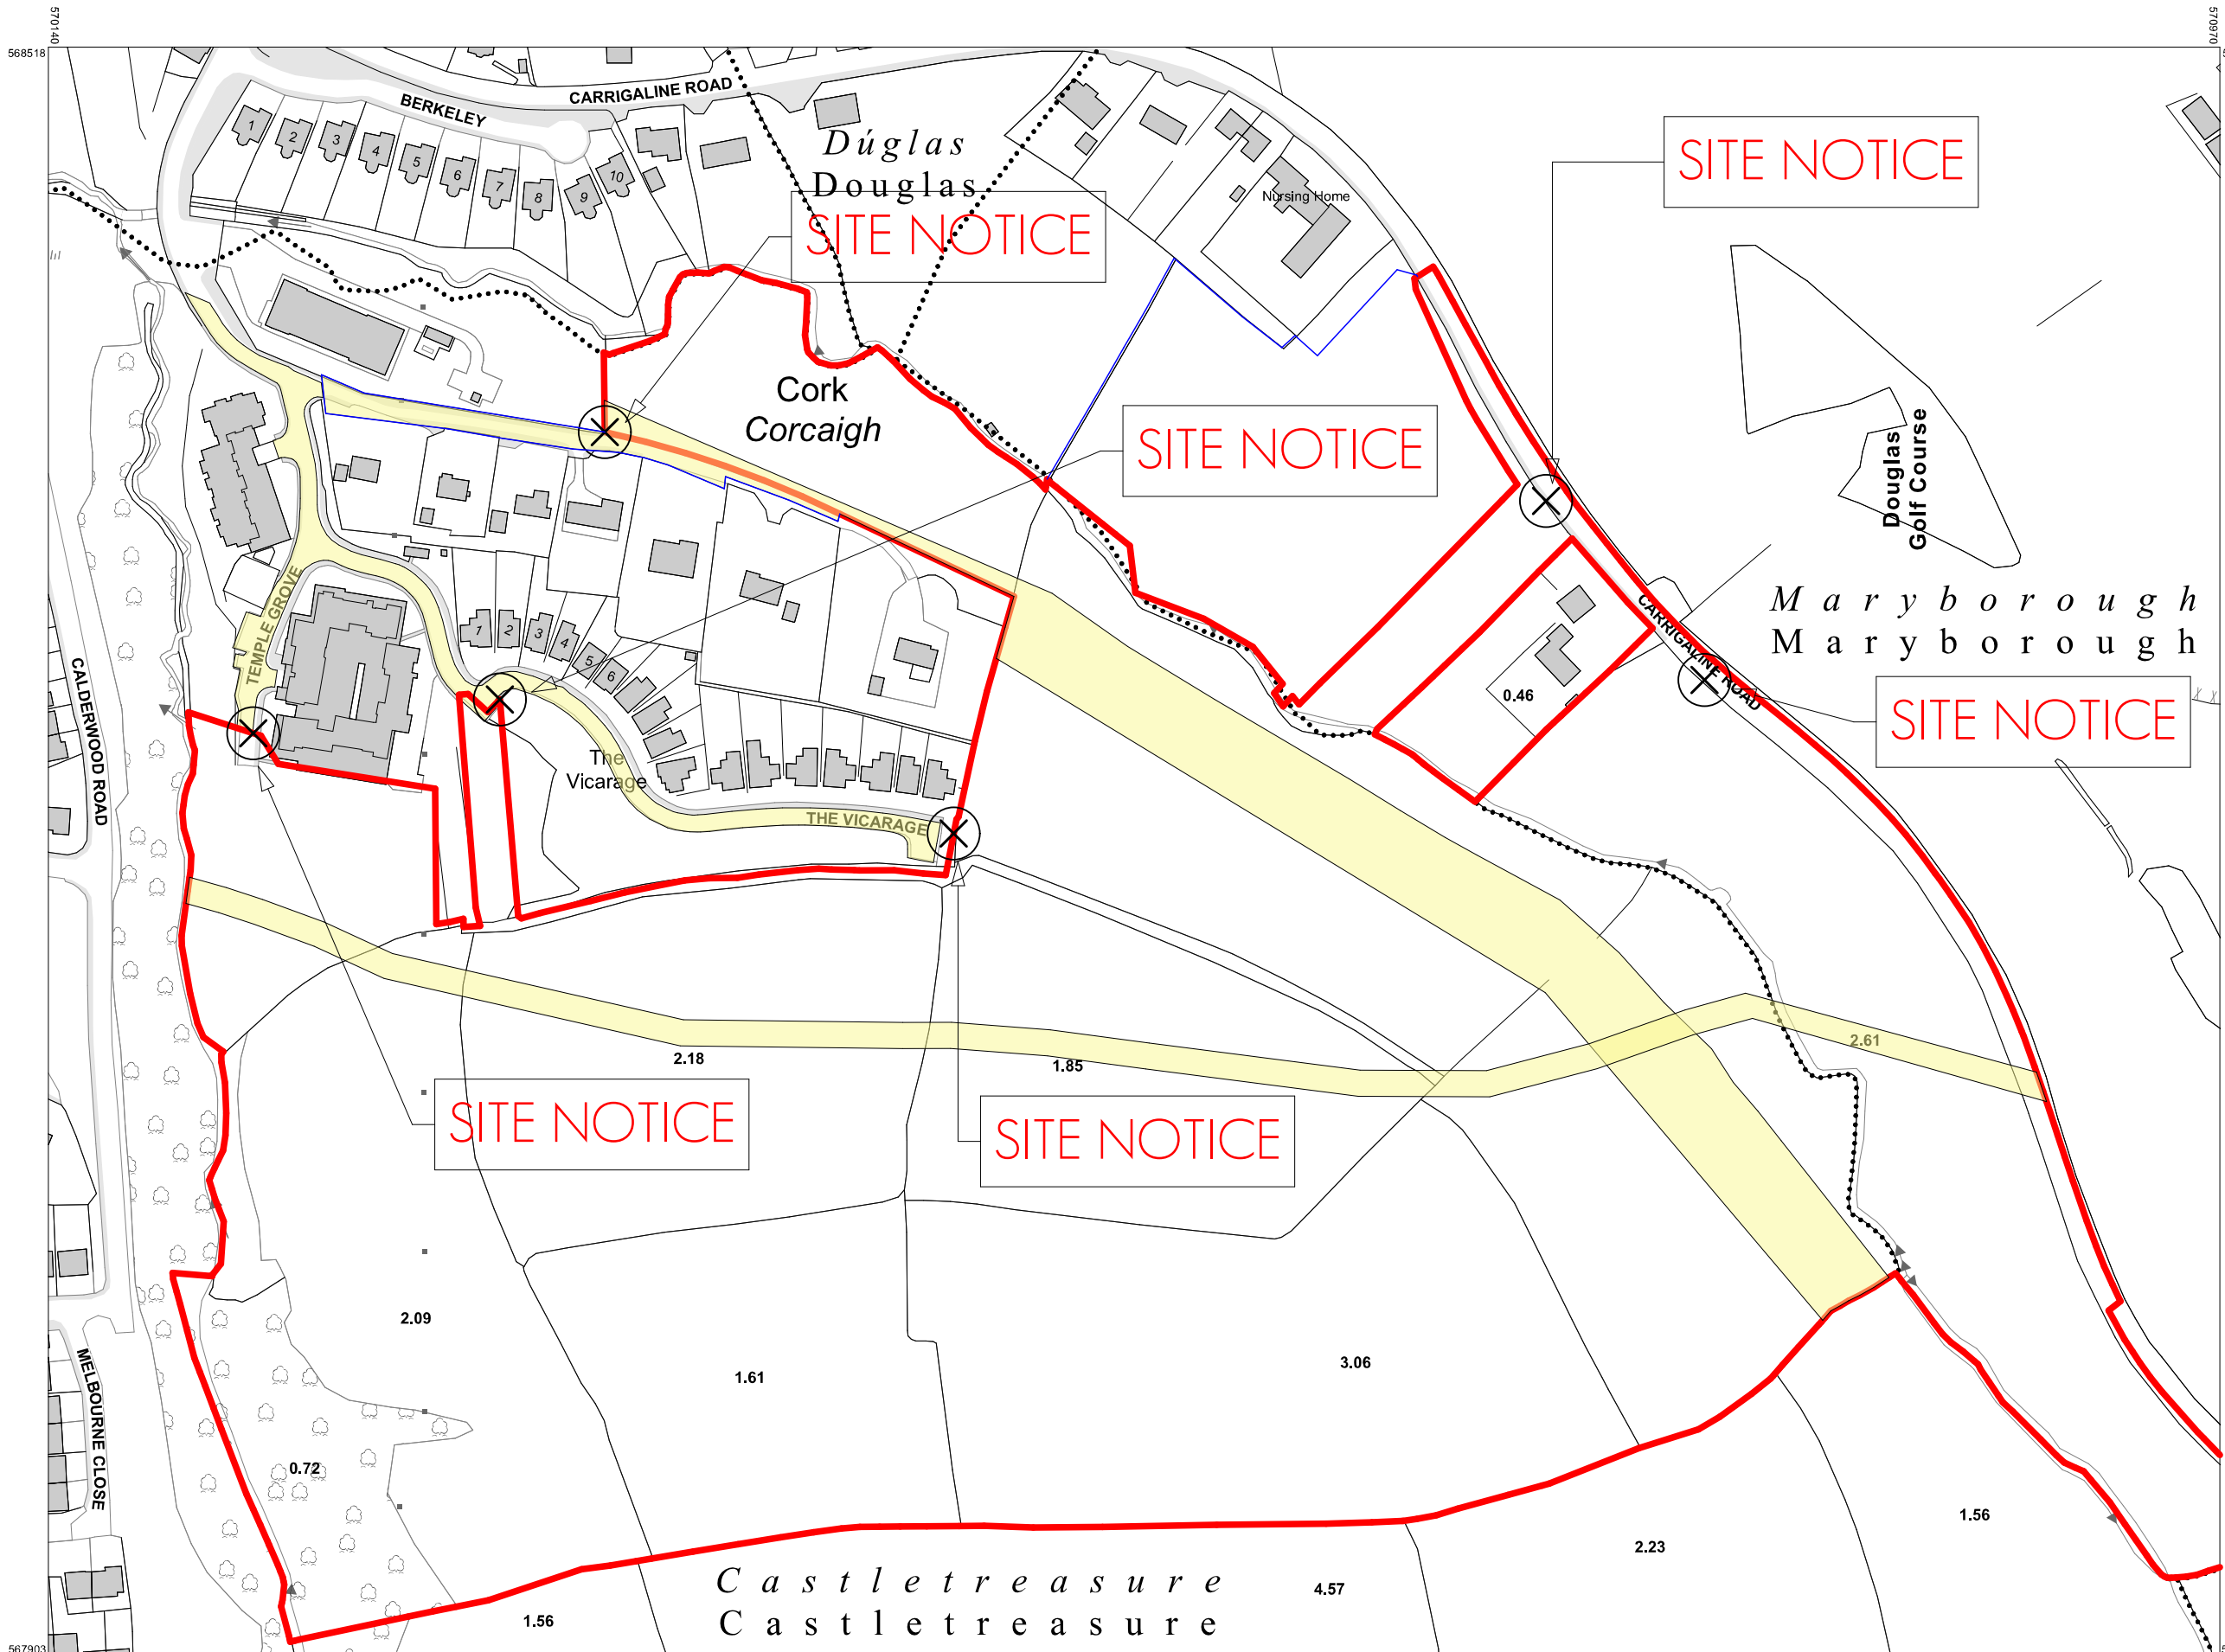 570140
570970
568518
CARRIGALINE ROAD
BERKELEY
1
2
3
4
5
6
7
8
9
10
Dúglas
Douglas
SITE NOTICE
SITE NOTICE
Nursing Home
Cork
Corcaigh
SITE NOTICE
Douglas
Golf Course
Maryborough
Maryborough
CARRIGALINE ROAD
TEMPLE GROVE
1
2
3
4
5
6
0.46
SITE NOTICE
CALDERWOOD ROAD
The
Vicarage
THE VICARAGE
2.18
1.85
2.61
SITE NOTICE
SITE NOTICE
2.09
1.61
3.06
MELBOURNE CLOSE
0.72
1.56
2.23
Castletreasure
Castletreasure
4.57
1.56
567903